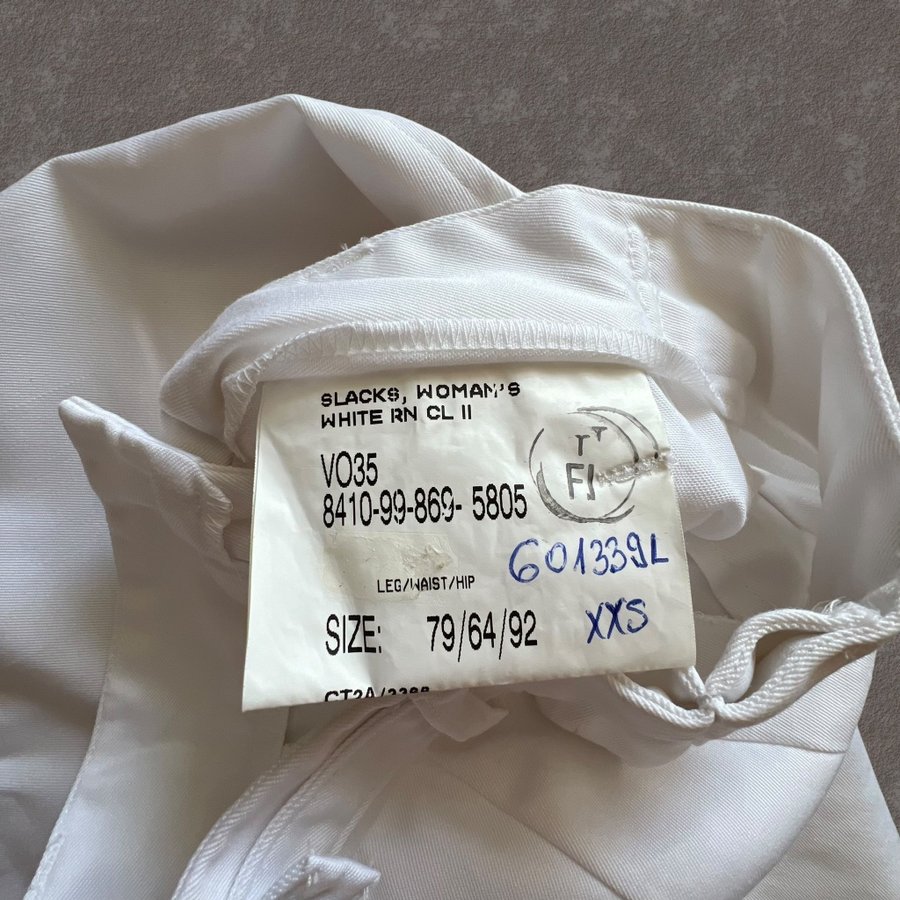 SLACKS, WOMAN'S
WHITE RN CL II
VO35
8410-99-869- 5805
601339L
LEG/WAIST/HIP
SIZE: 79/64/92
XXS